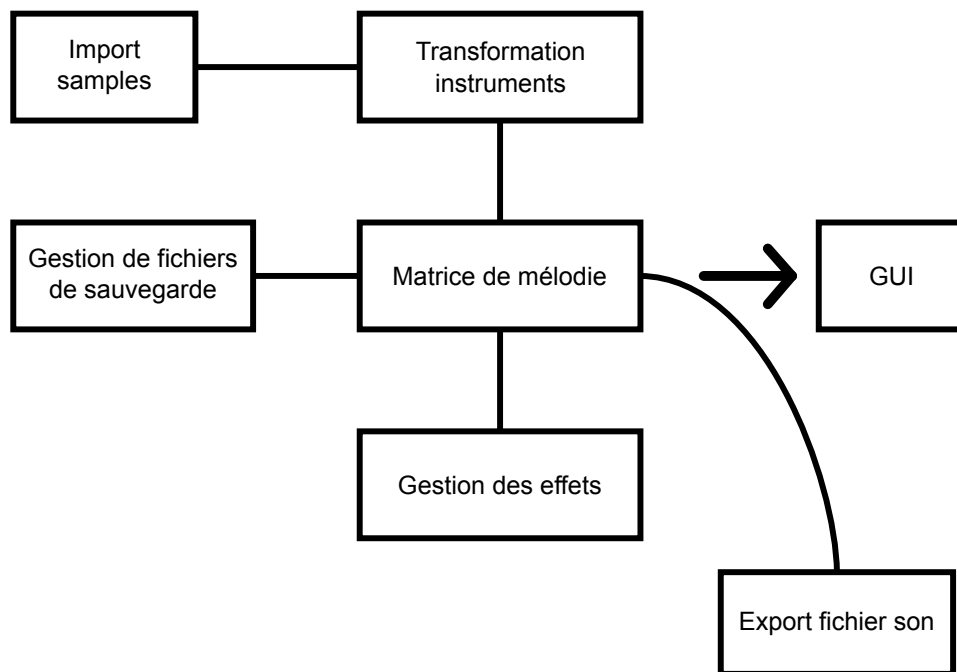 Import
samples
Transformation
instruments
Gestion de fichiers
de sauvegarde
Matrice de mélodie
GUI
Gestion des effets
Export fichier son